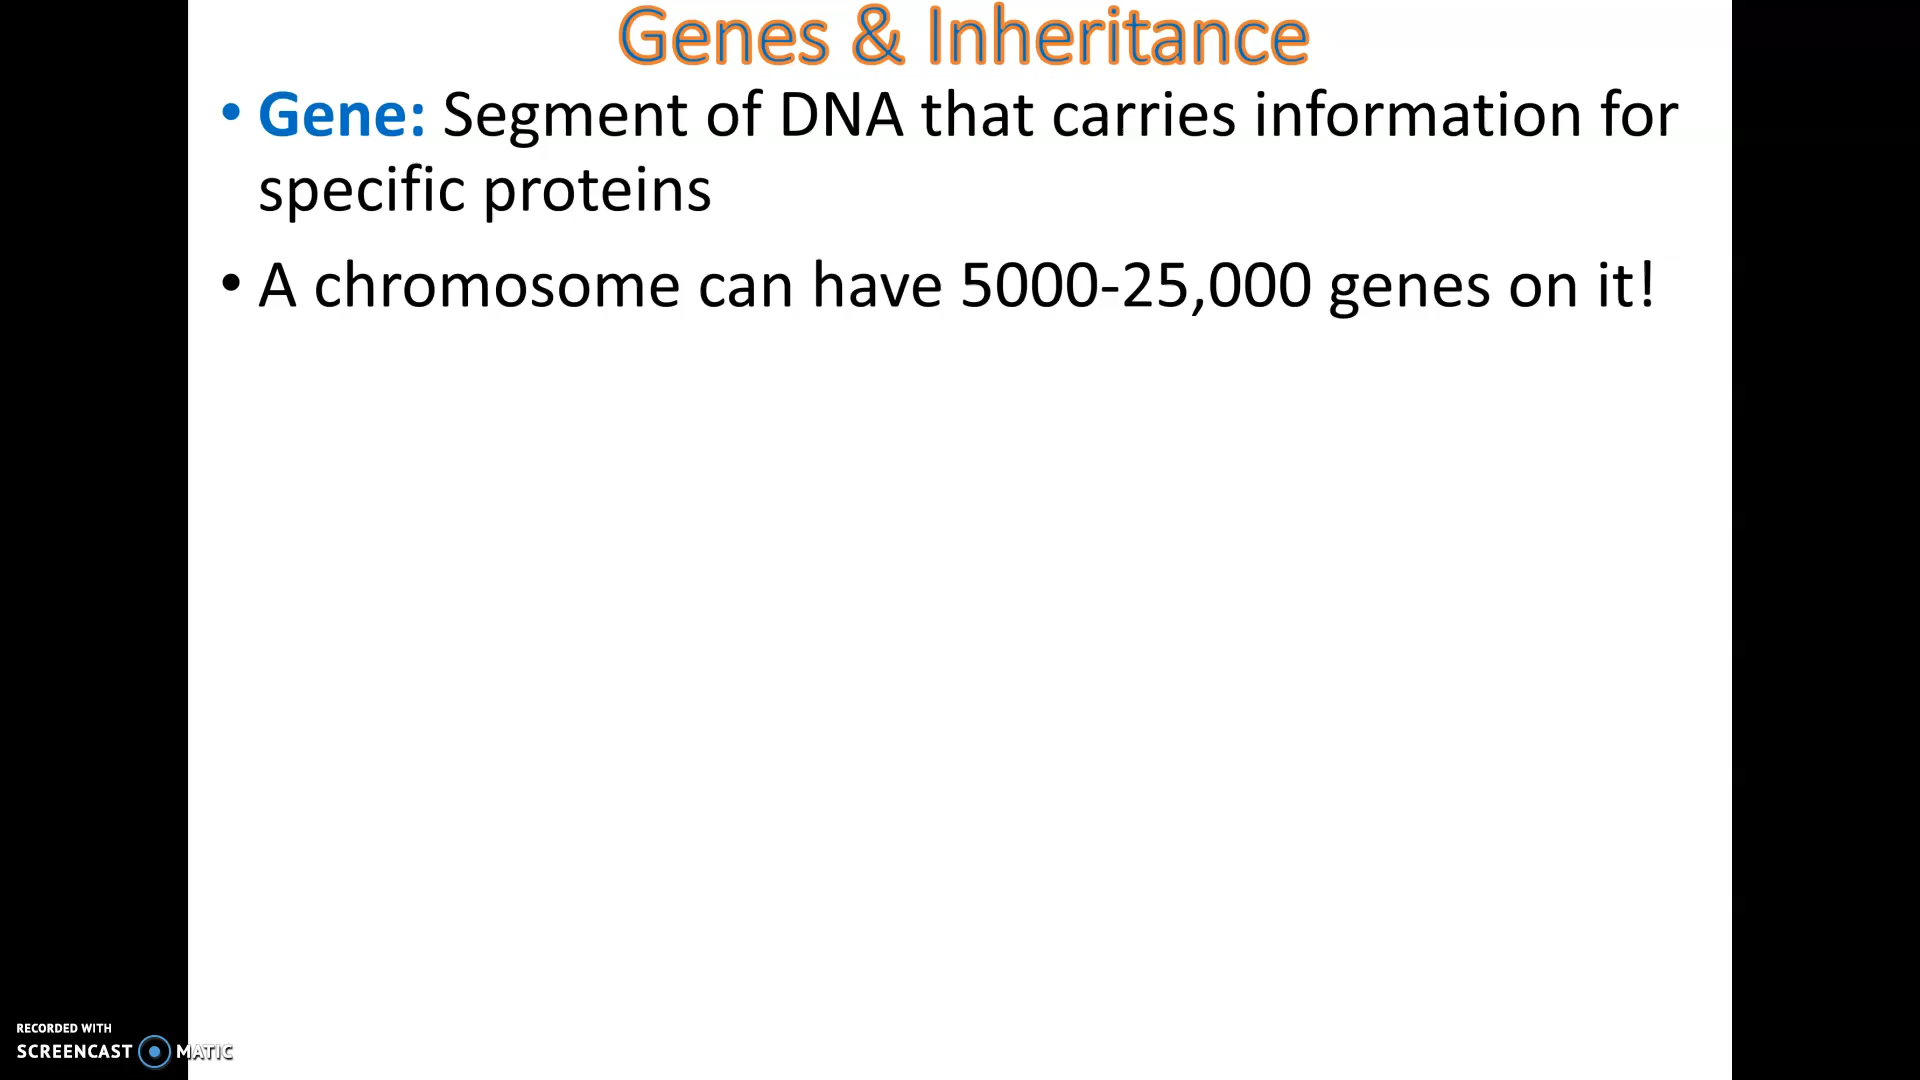 Genes & Inheritance
• Gene: Segment of DNA that carries information for
specific proteins
• A chromosome can have 5000-25,000 genes on it!
RECORDED WITH
SCREENCAST MATIC